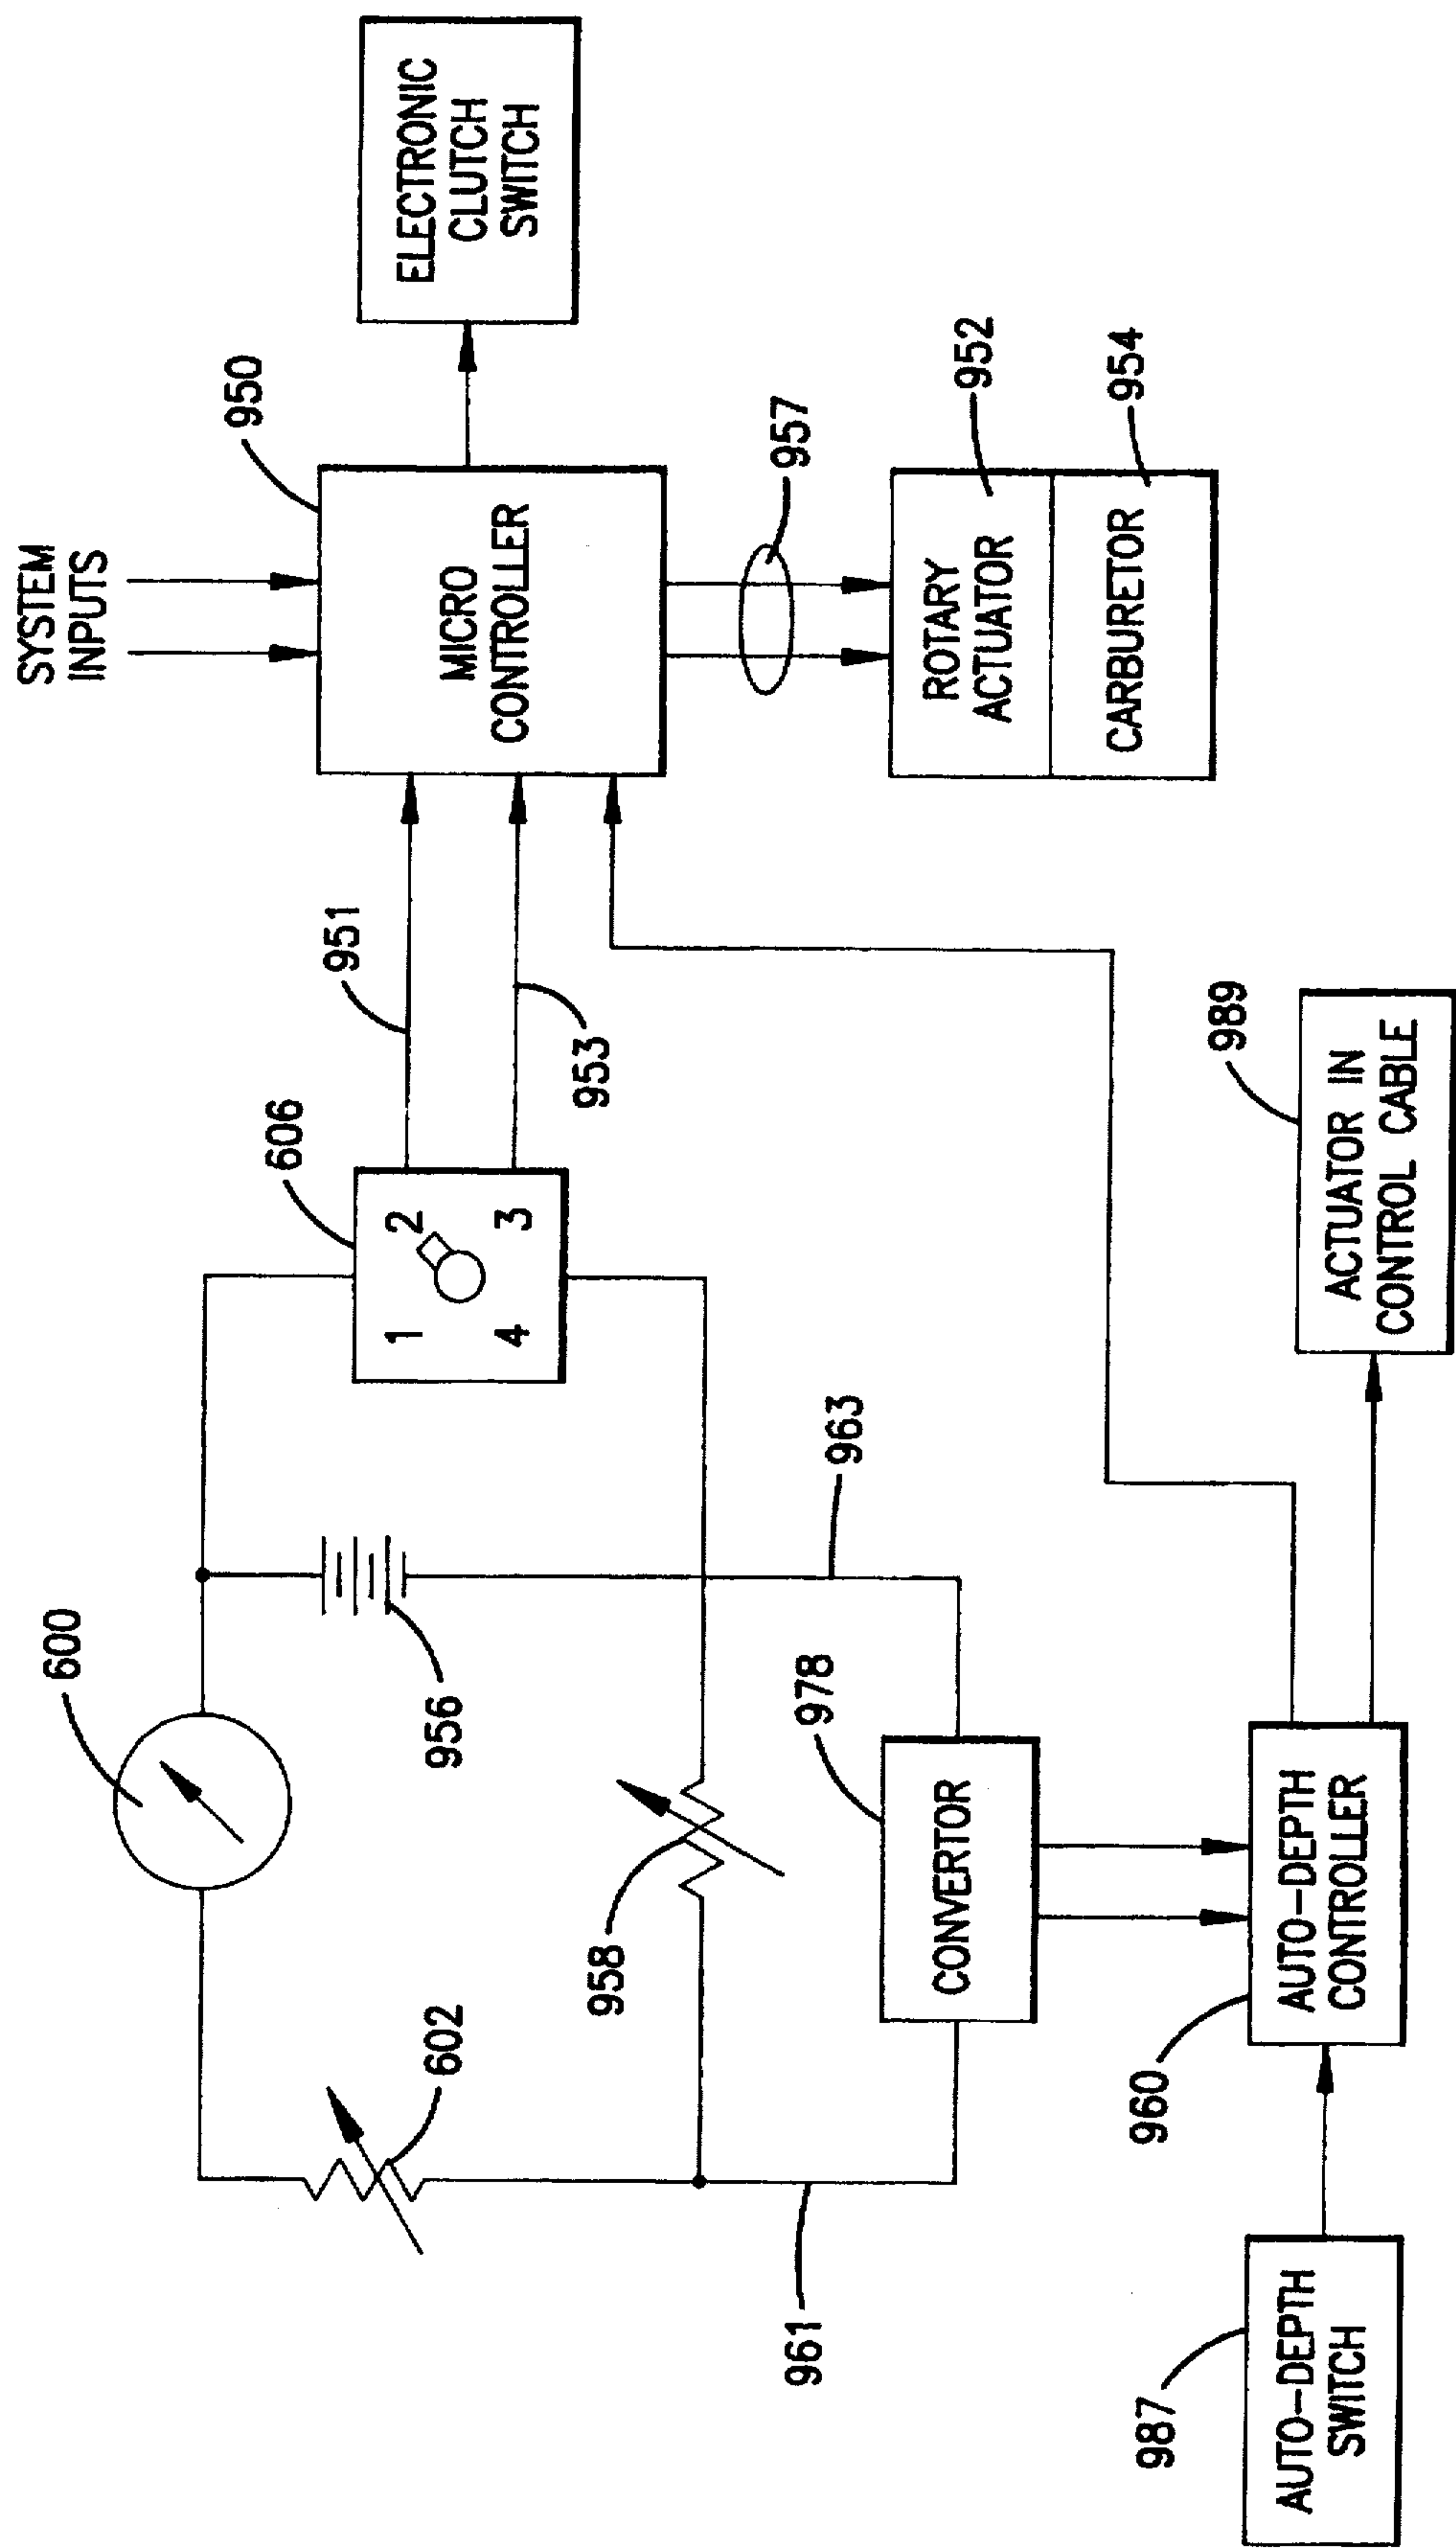 SYSTEM
INPUTS
950
ELECTRONIC
CLUTCH
SWITCH
MICRO
CONTROLLER
951
953
606
1 2
4 3
600
956
602
958
957
ROTARY
ACTUATOR
952
CARBURETOR
954
963
961
978
CONVERTOR
989
ACTUATOR IN
CONTROL CABLE
960
AUTO-DEPTH
CONTROLLER
987
AUTO-DEPTH
SWITCH